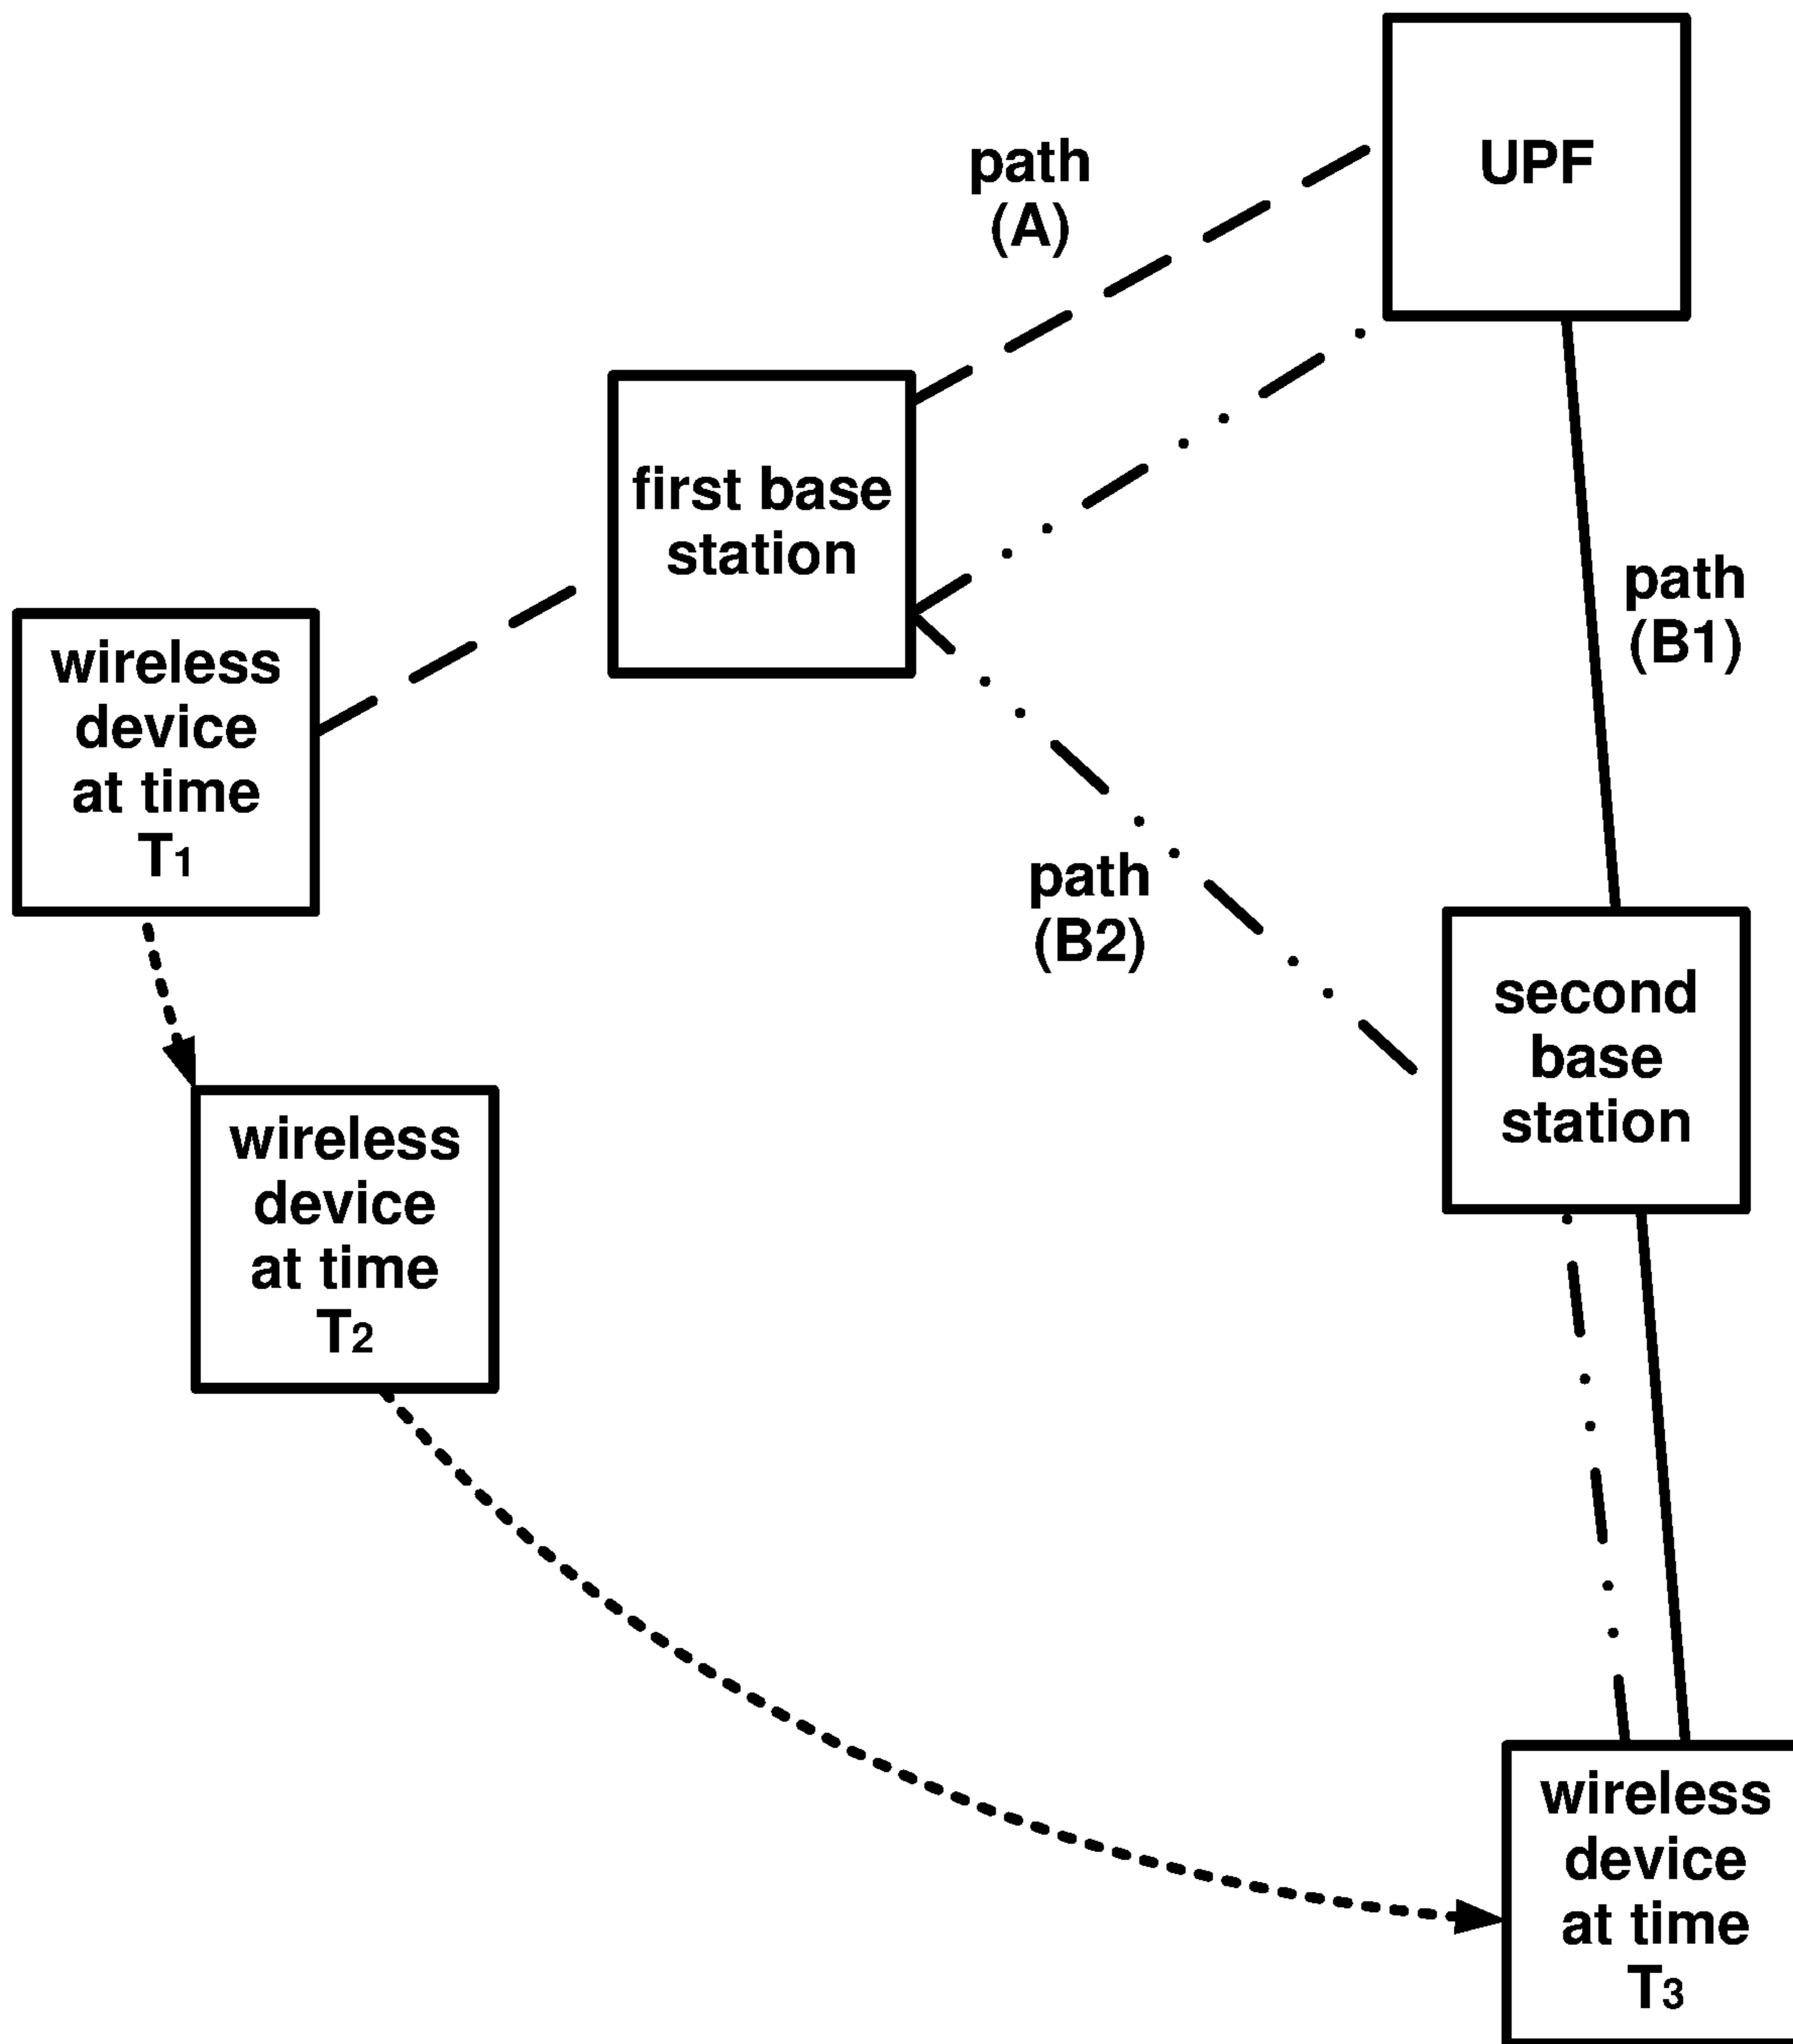 UPF
path
(A)
first base
station
path
(B1)
wireless
device
at time
T1
path
(B2)
second
base
station
wireless
device
at time
T2
wireless
device
at time
T3